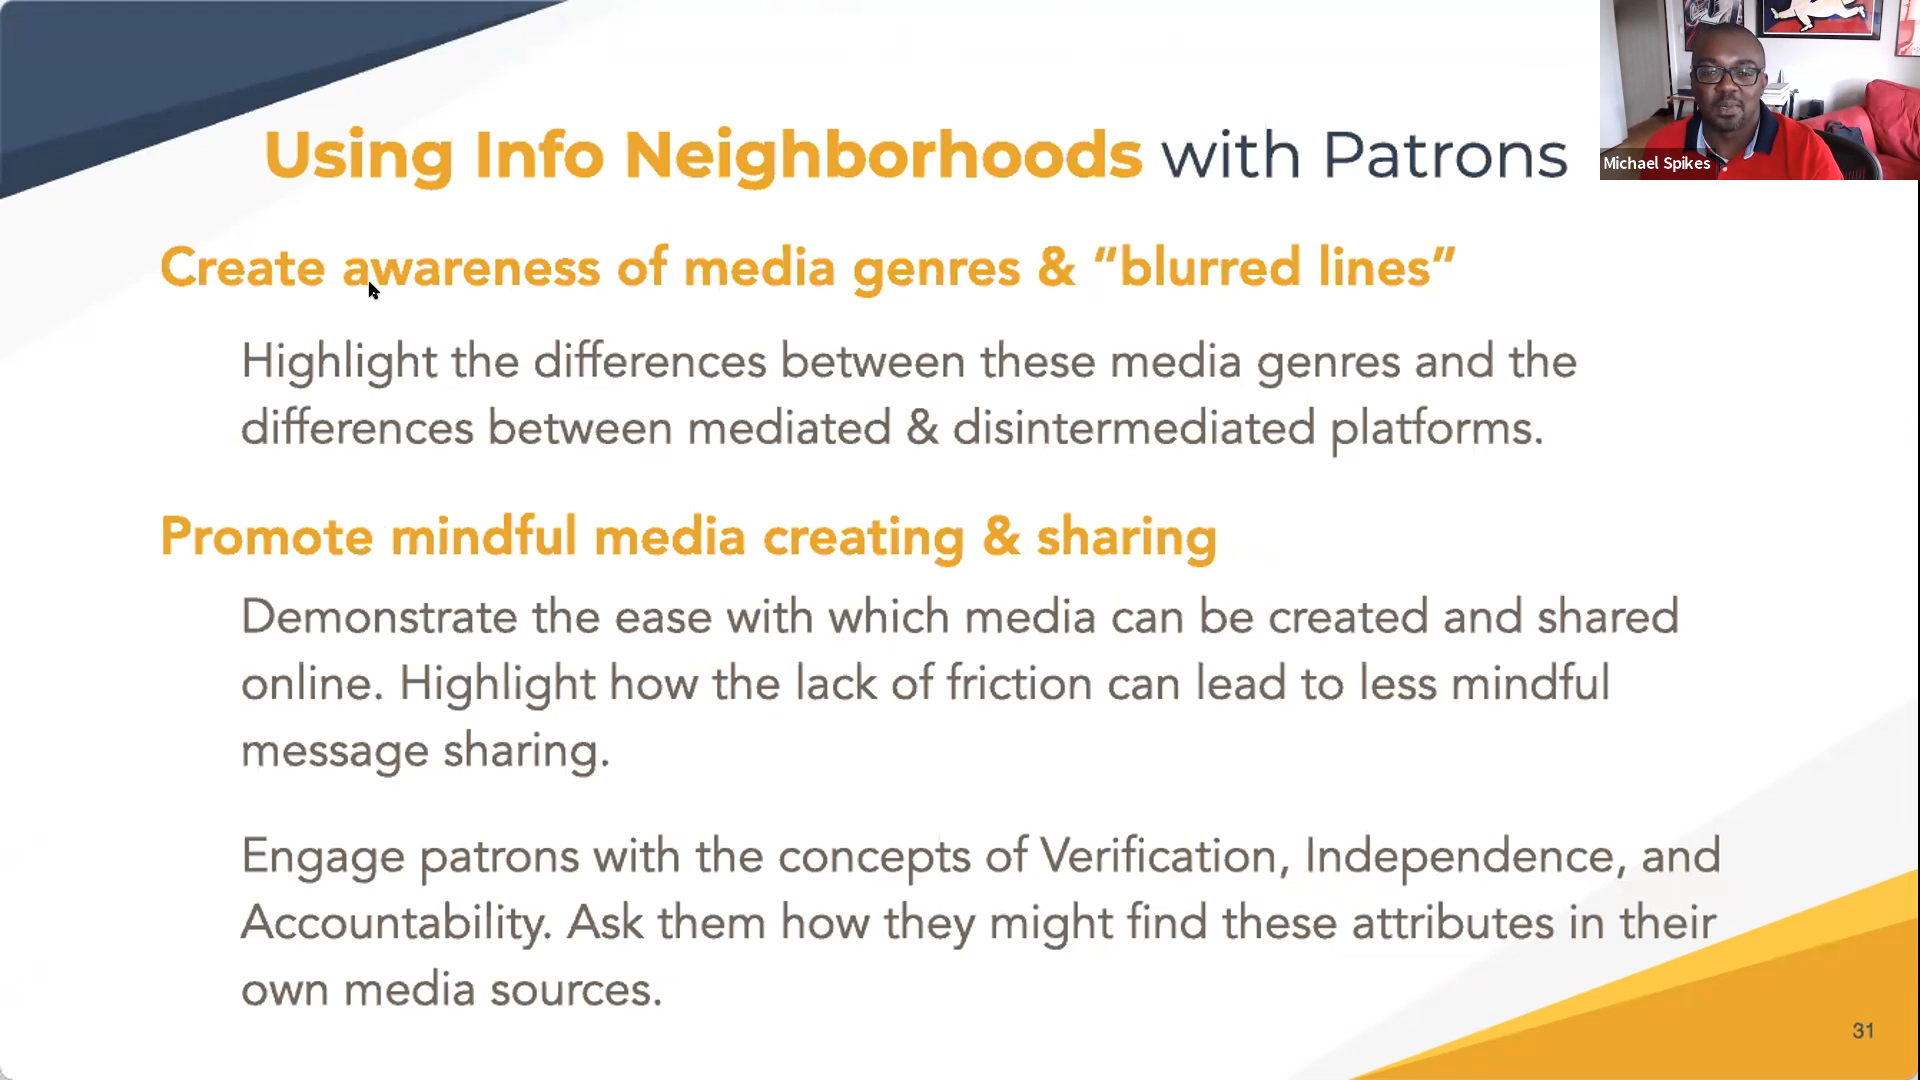 Using Info Neighborhoods with Patrons
Michael Spikes
Create awareness of media genres & “blurred lines”
Highlight the differences between these media genres and the
differences between mediated & disintermediated platforms.
Promote mindful media creating & sharing
Demonstrate the ease with which media can be created and shared
online. Highlight how the lack of friction can lead to less mindful
message sharing.
Engage patrons with the concepts of Verification, Independence, and
Accountability. Ask them how they might find these attributes in their
own media sources.
31